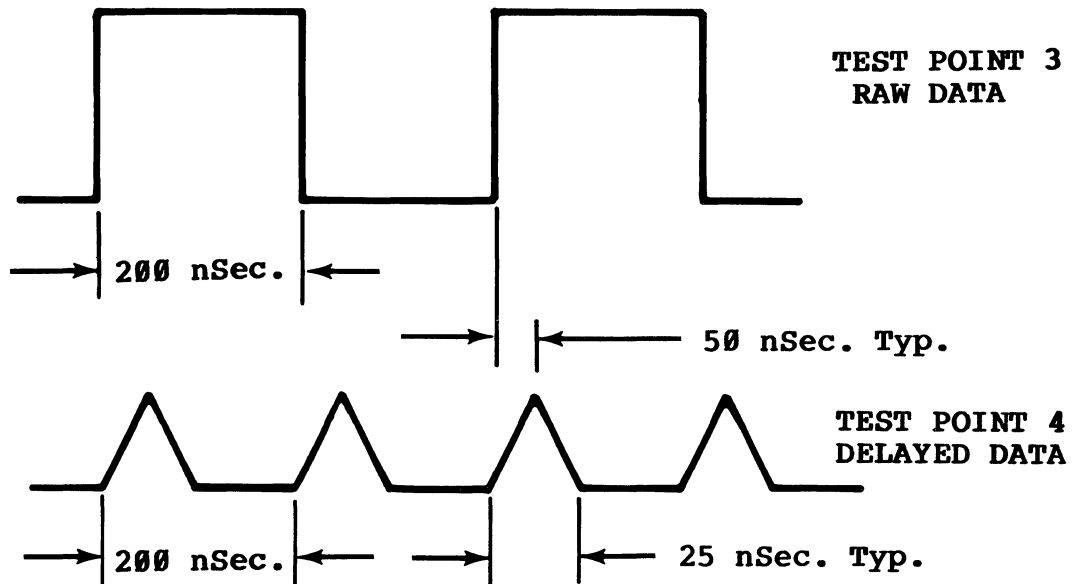 TEST POINT 3
RAW DATA
200 nSec.
50 nSec. Typ.
TEST POINT 4
DELAYED DATA
200 nSec.
25 nSec. Typ.